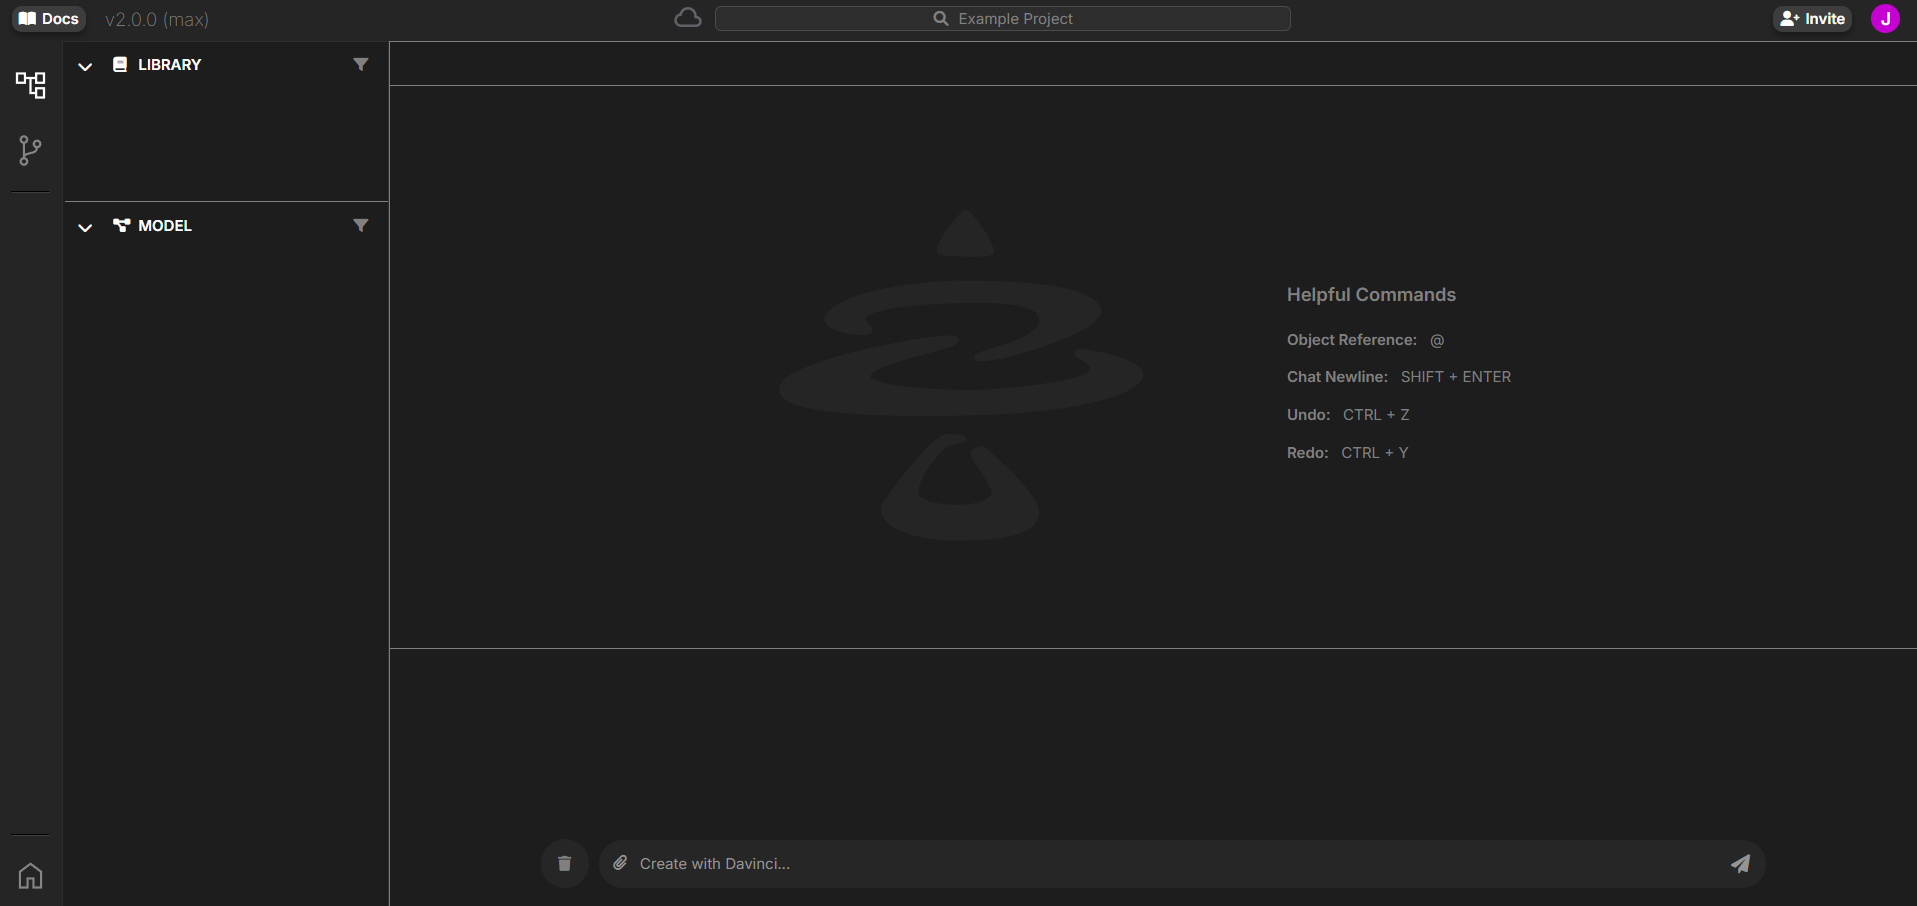 Docs v2.0.0 (max) Example Project Invite J
LIBRARY
MODEL
Helpful Commands
Object Reference: @
Chat Newline: SHIFT + ENTER
Undo: CTRL + Z
Redo: CTRL + Y
Create with Davinci...